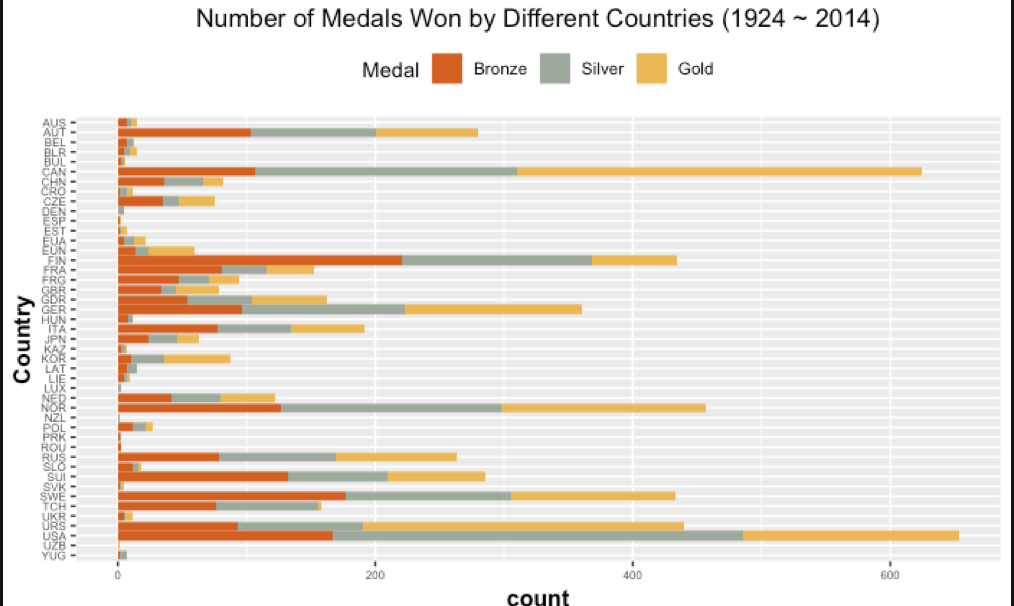 Number of Medals Won by Different Countries (1924 ~ 2014)
Medal Bronze Silver Gold
Country
AUS
AUT
BEL
BLR
BUL
CAN
CHN
CRO
CZE
DEN
ESP
EST
EUA
EUN
FIN
FRA
FRG
GBR
GDR
GER
HUN
ITA
JPN
KAZ
KOR
LAT
LIE
LUX
NED
NOR
NZL
POL
PRK
ROU
RUS
SLO
SUI
SVK
SWE
TCH
UKR
URS
USA
UZB
YUG
0 200 400 600
count